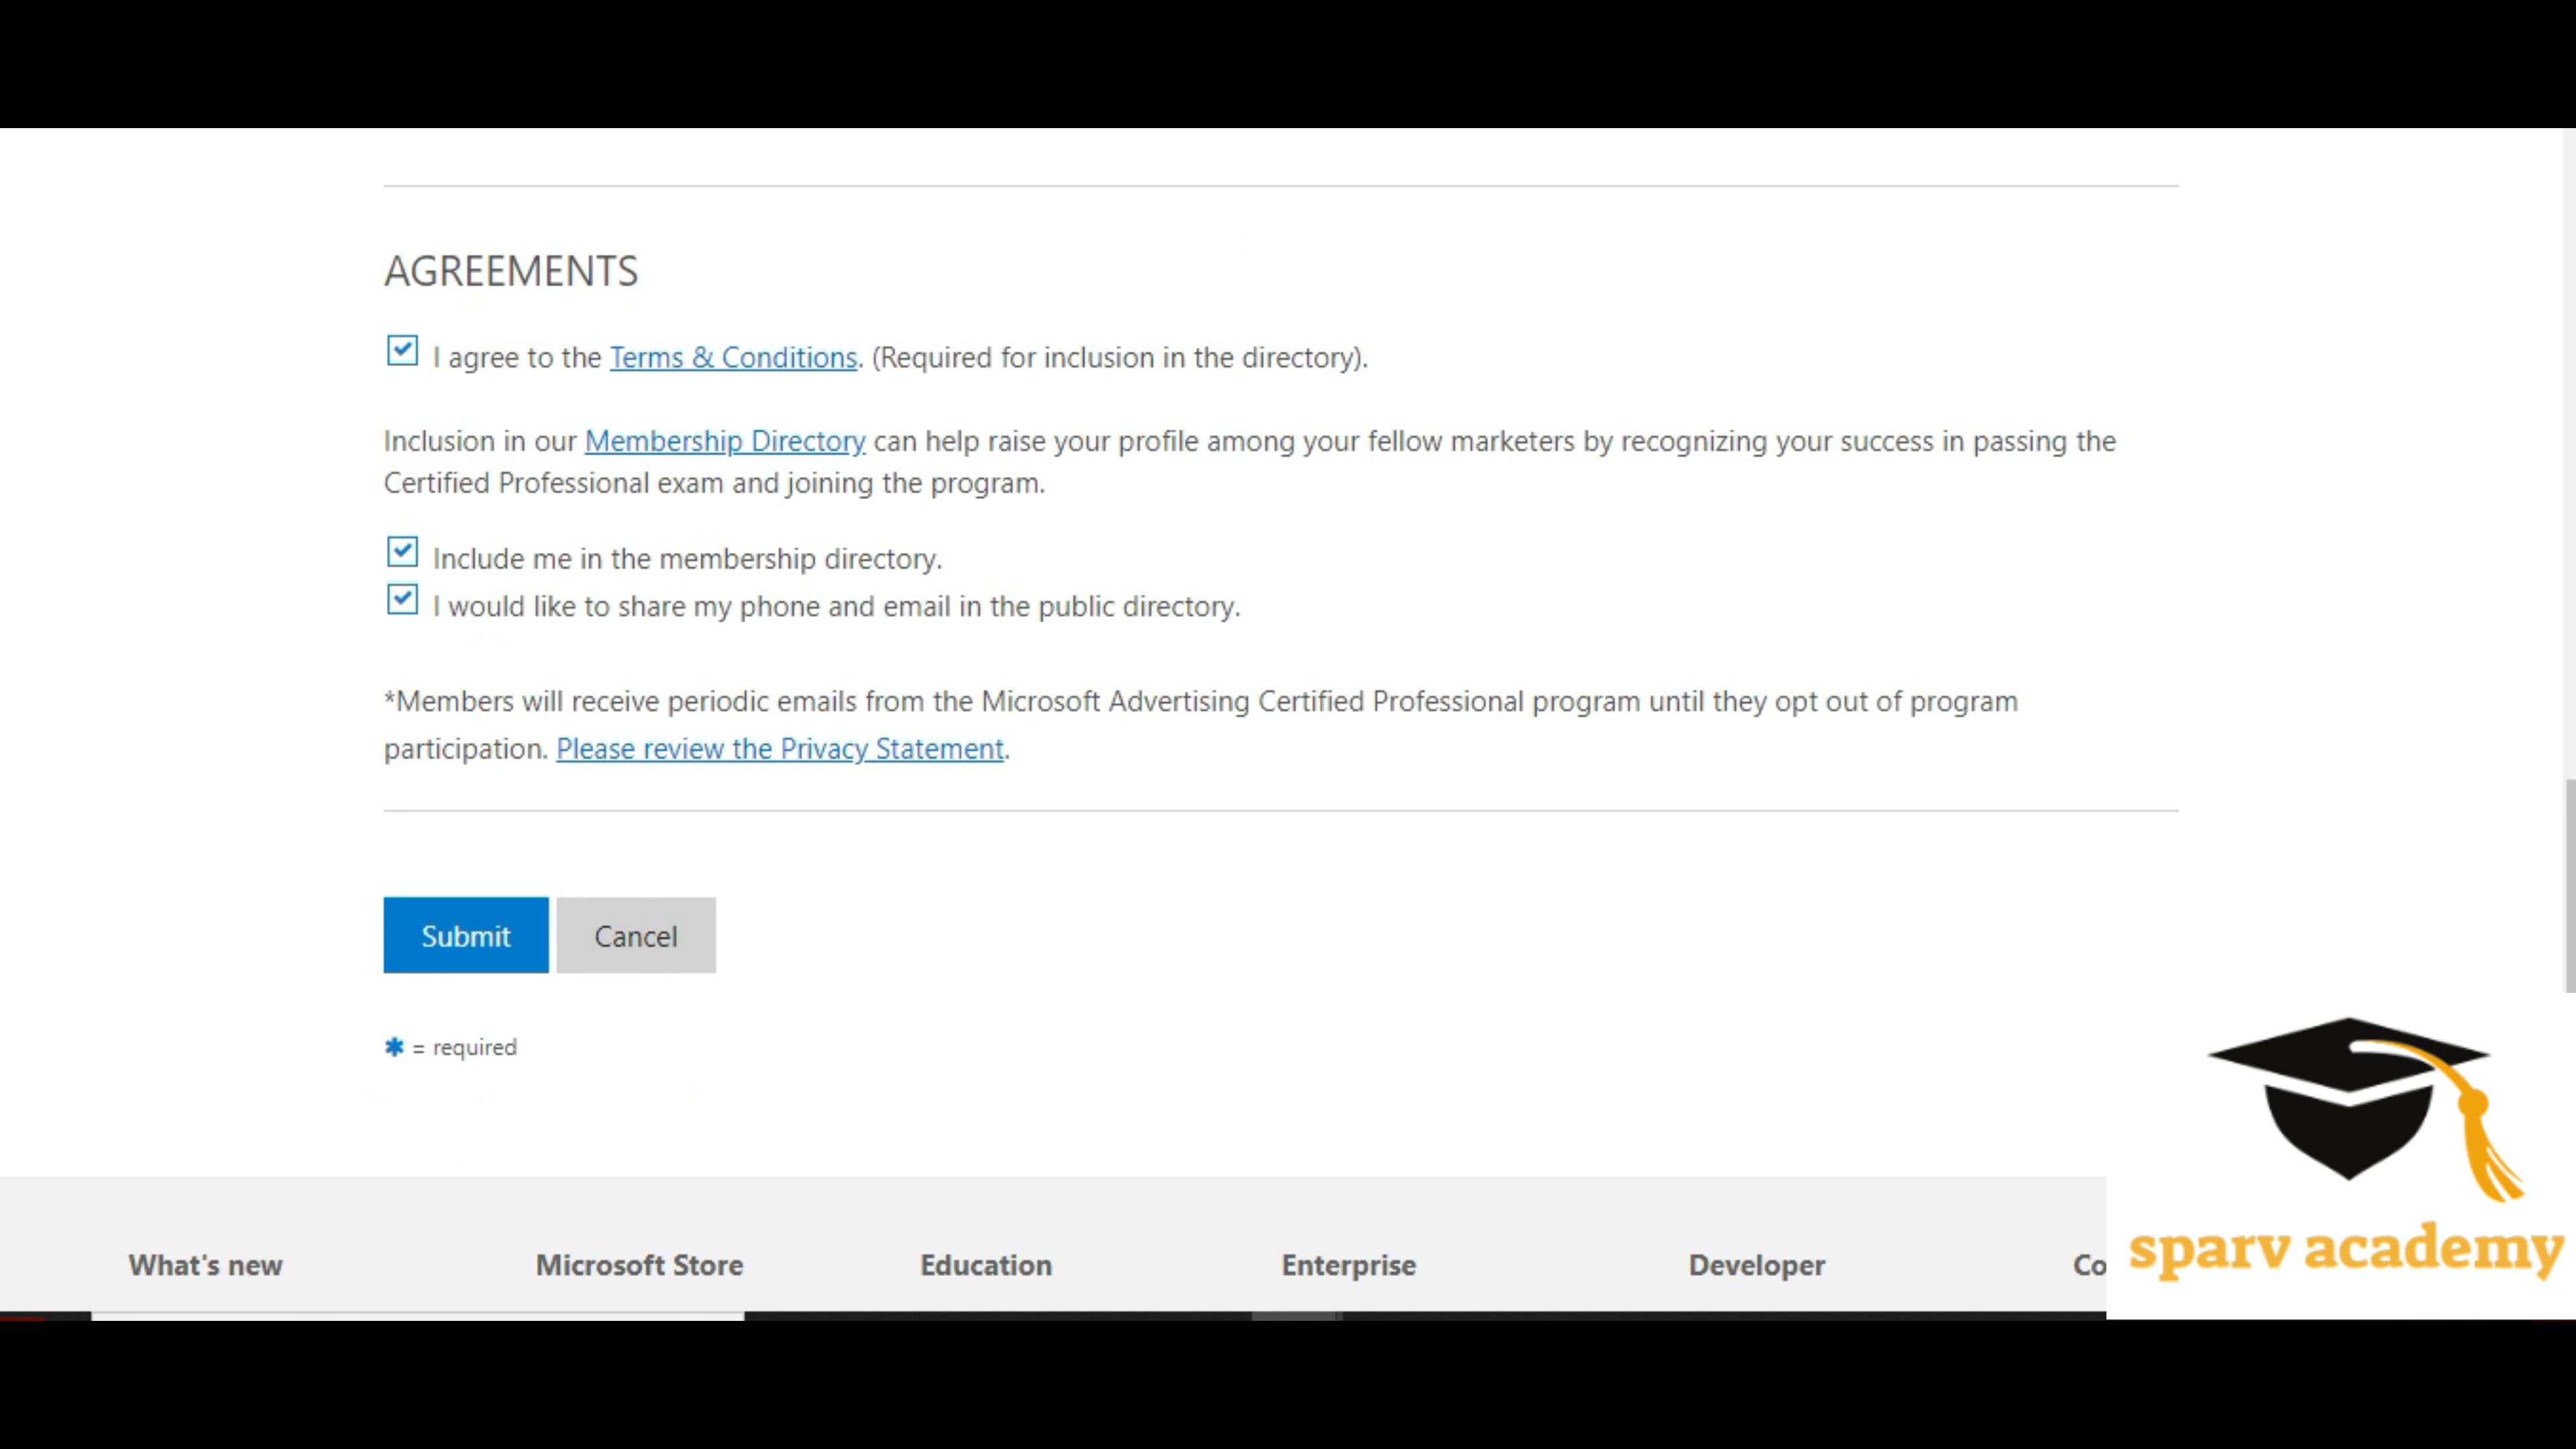 AGREEMENTS
I agree to the Terms & Conditions. (Required for inclusion in the directory).
Inclusion in our Membership Directory can help raise your profile among your fellow marketers by recognizing your success in passing the
Certified Professional exam and joining the program.
Include me in the membership directory.
I would like to share my phone and email in the public directory.
*Members will receive periodic emails from the Microsoft Advertising Certified Professional program until they opt out of program
participation. Please review the Privacy Statement.
Submit Cancel
* = required
What's new Microsoft Store Education Enterprise Developer Co
sparv academy